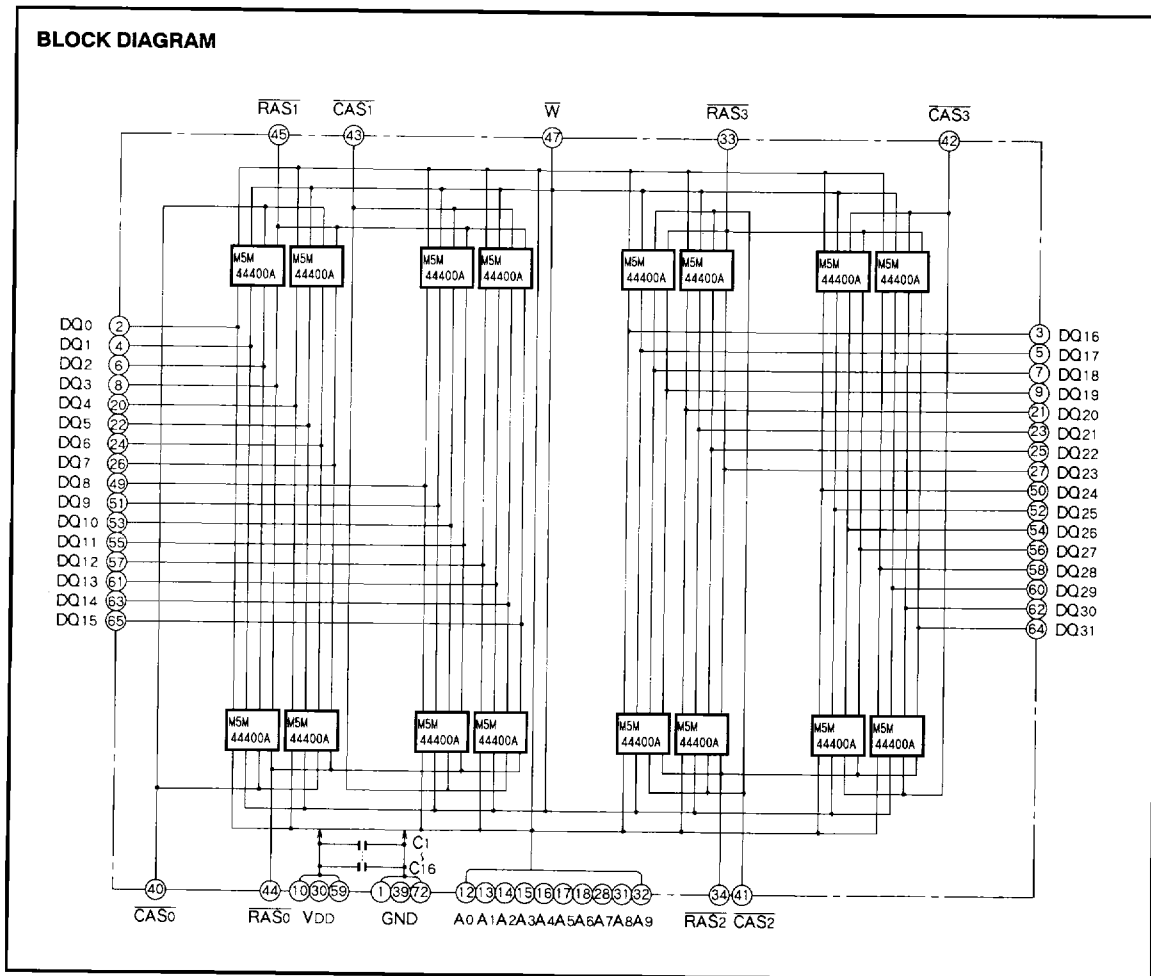 BLOCK DIAGRAM
RAS1 CAS1 W RAS3 CAS3
45 43 47 33 42
M5M 44400A M5M 44400A M5M 44400A M5M 44400A M5M 44400A M5M 44400A M5M 44400A M5M 44400A
DQ0 2
DQ1 4
DQ2 6
DQ3 8
DQ4 20
DQ5 22
DQ6 24
DQ7 26
DQ8 49
DQ9 51
DQ10 53
DQ11 55
DQ12 57
DQ13 61
DQ14 63
DQ15 65
3 DQ16
5 DQ17
7 DQ18
9 DQ19
21 DQ20
23 DQ21
25 DQ22
27 DQ23
50 DQ24
52 DQ25
54 DQ26
56 DQ27
58 DQ28
60 DQ29
62 DQ30
64 DQ31
M5M 44400A M5M 44400A M5M 44400A M5M 44400A M5M 44400A M5M 44400A M5M 44400A M5M 44400A
C1
~
C16
40 44 10 30 59 1 39 72 12 13 14 15 16 17 18 28 31 32 34 41
CAS0 RAS0 VDD GND A0 A1 A2 A3 A4 A5 A6 A7 A8 A9 RAS2 CAS2